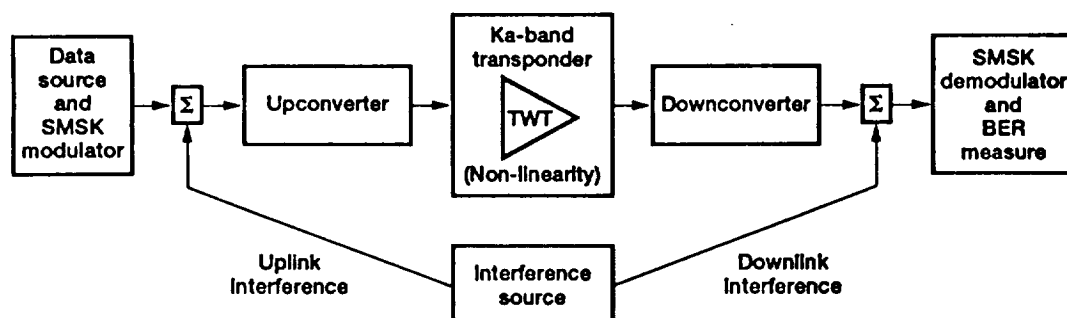 Data
source
and
SMSK
modulator
Σ
Upconverter
Ka-band
transponder
TWT
(Non-linearity)
Downconverter
Σ
SMSK
demodulator
and
BER
measure
Uplink
Interference
Interference
source
Downlink
Interference